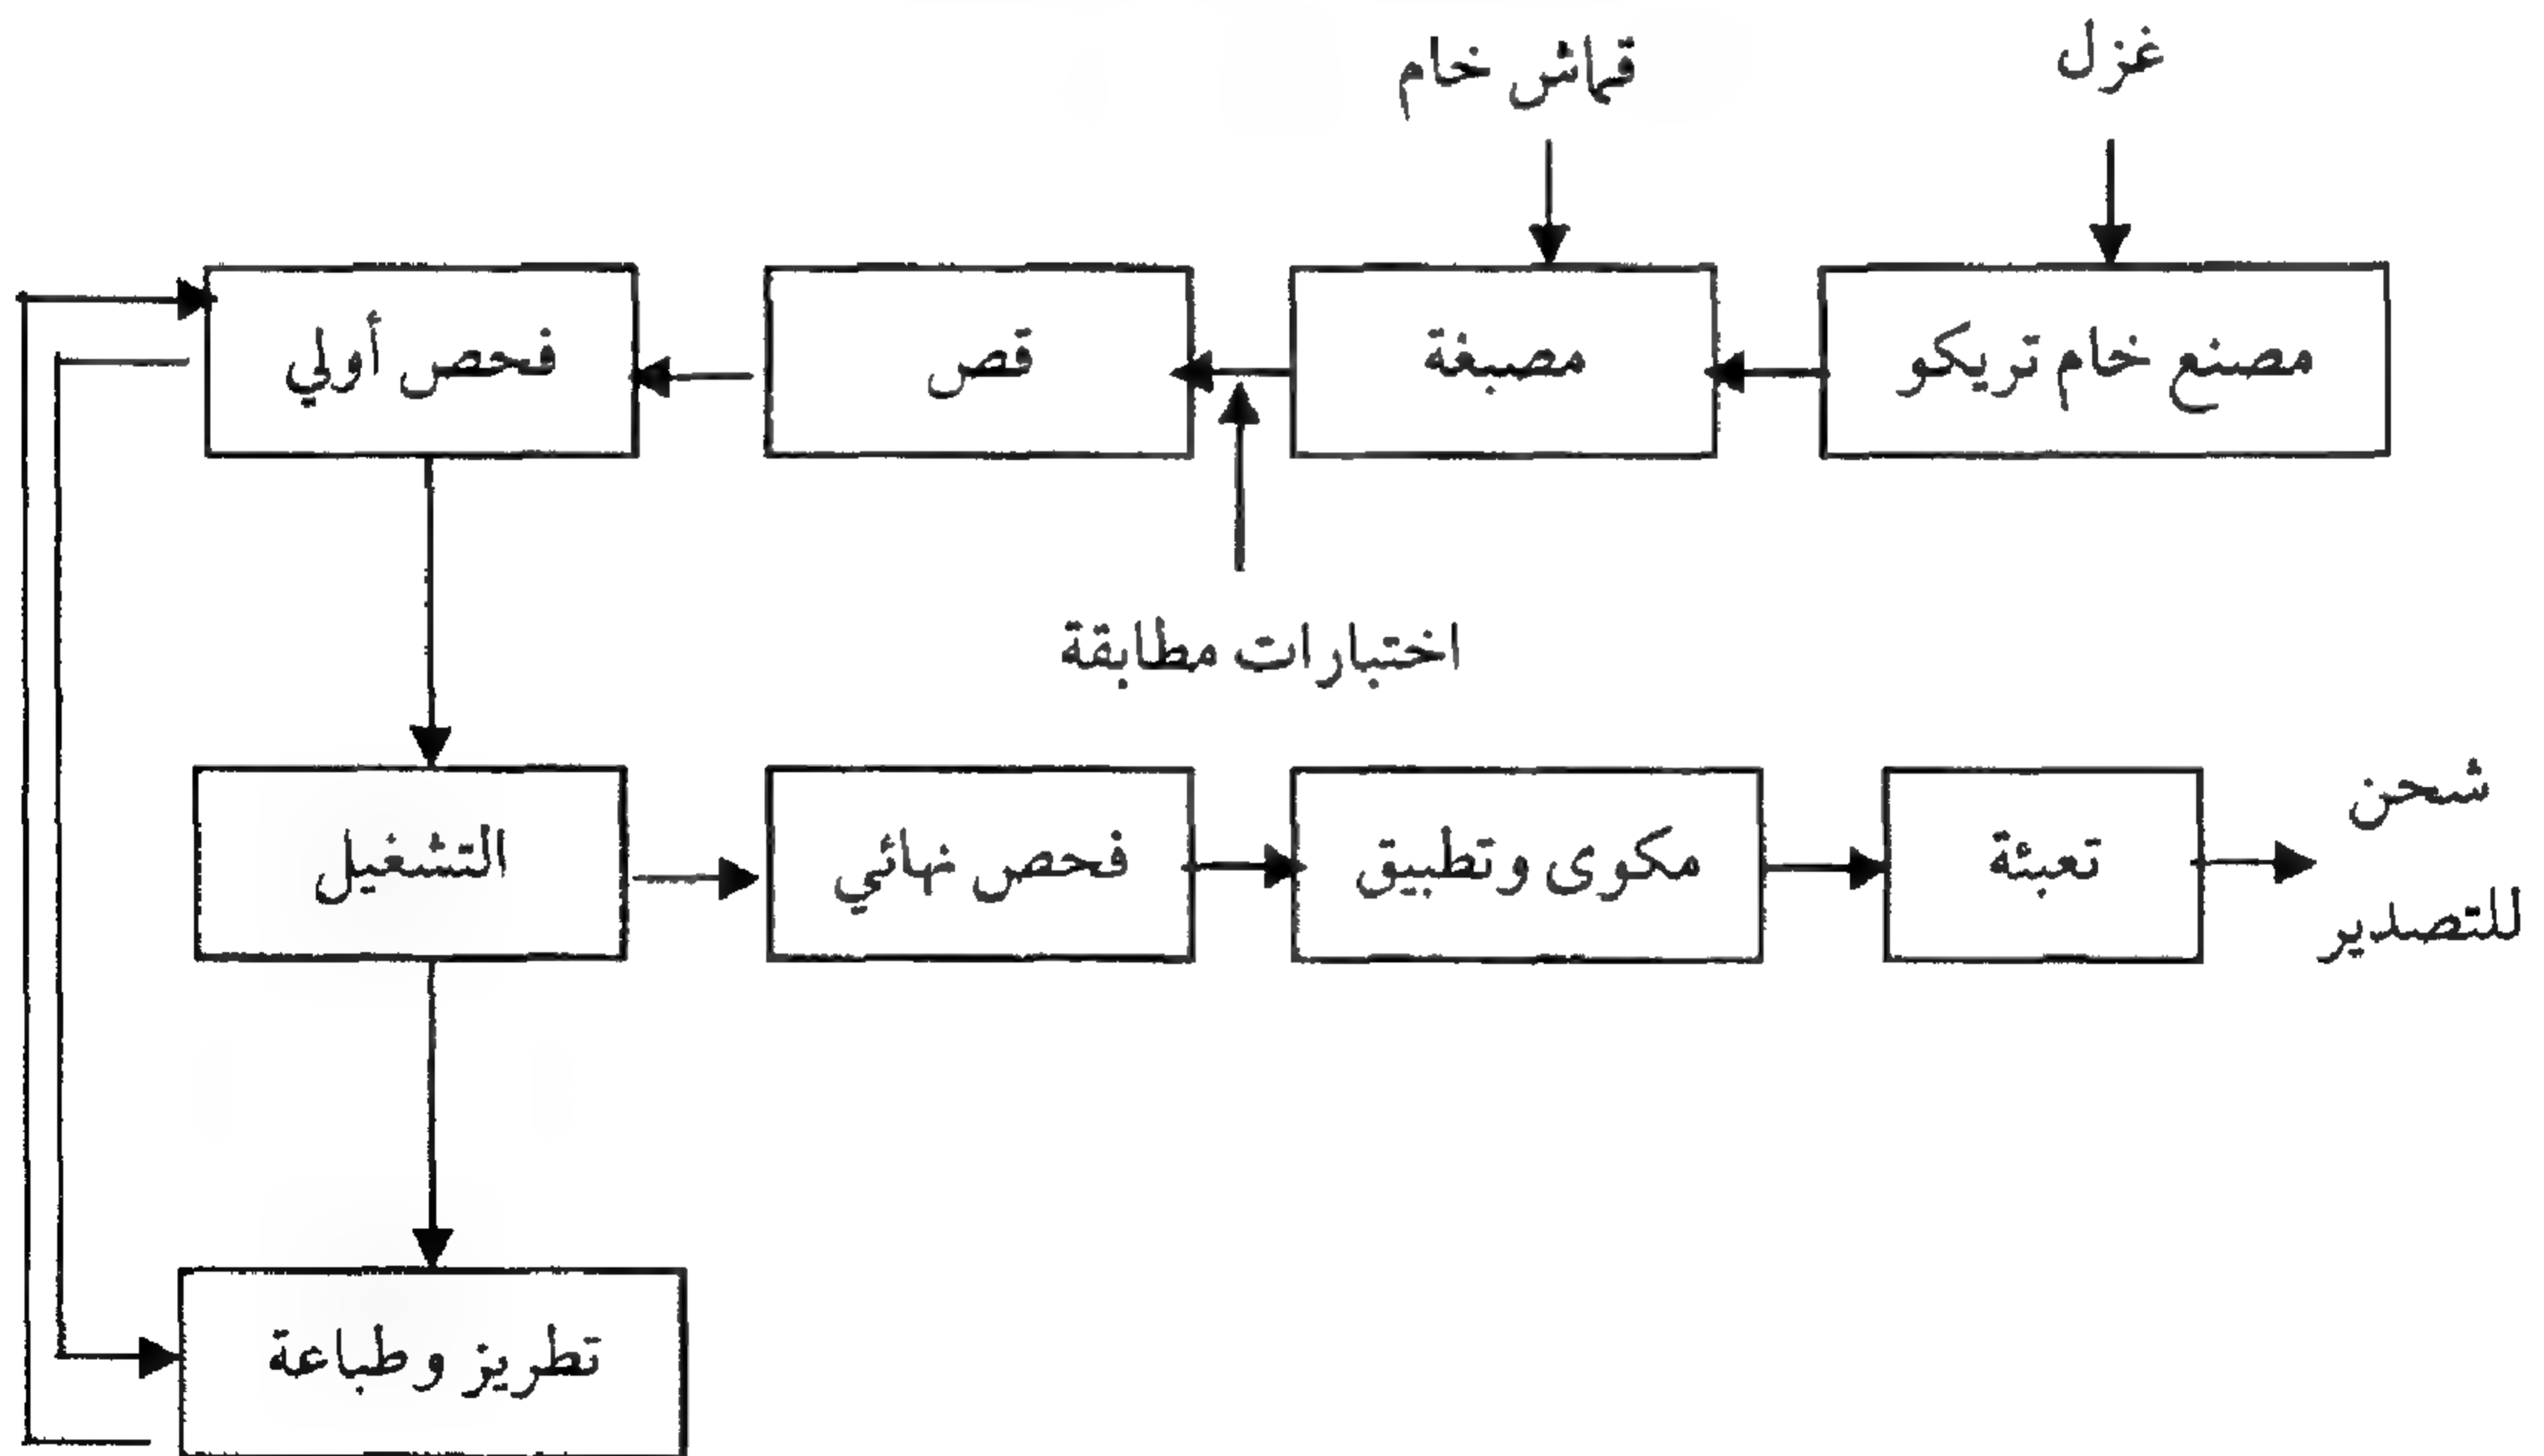 غزل
قماش خام
مصنع خام تريكو
مصبغة
قص
فحص أولي
اختبارات مطابقة
التشغيل
فحص نهائي
مكوى وتطبيق
تعبئة
شحن
للتصدير
تطريز وطباعة